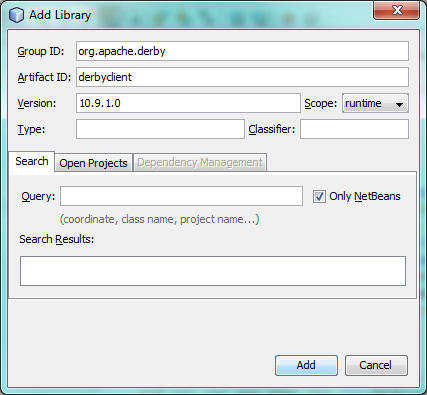 Add Library
Group ID: org.apache.derby
Artifact ID: derbyclient
Version: 10.9.1.0 Scope: runtime
Type: Classifier:
Search Open Projects Dependency Management
Query: Only NetBeans
(coordinate, class name, project name...)
Search Results:
Add Cancel